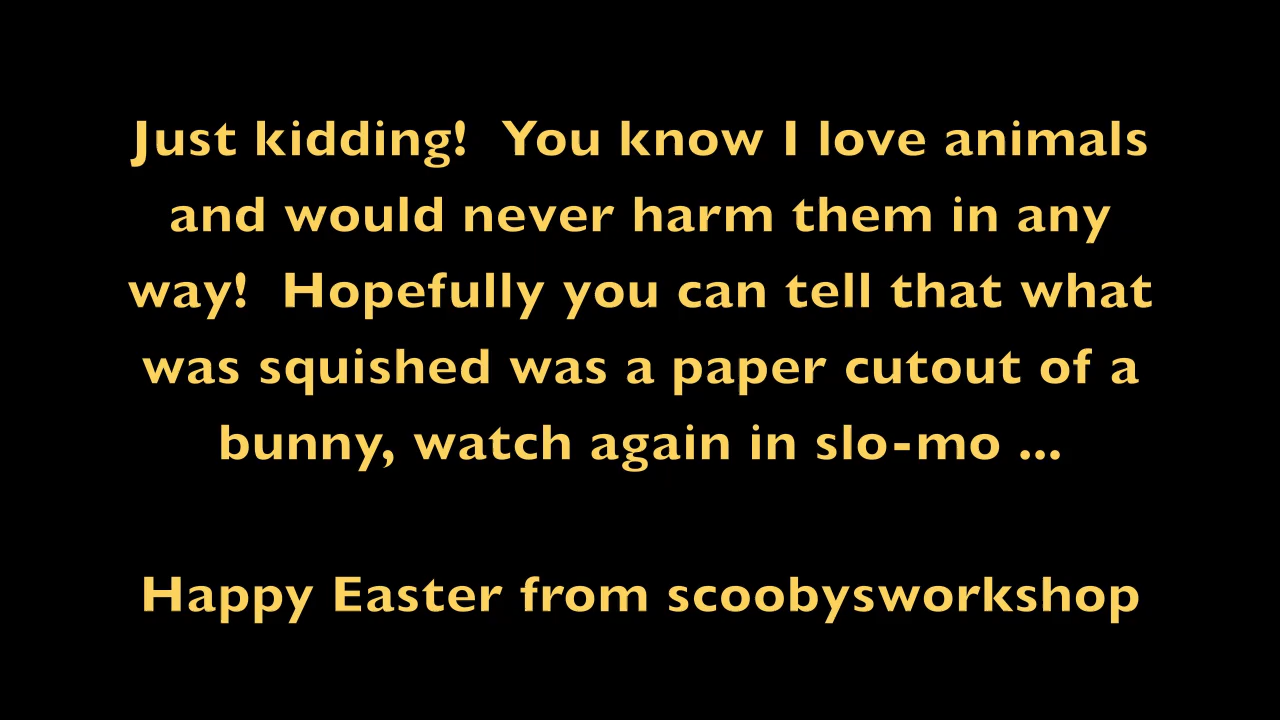 Just kidding!  You know I love animals
and would never harm them in any
way!  Hopefully you can tell that what
was squished was a paper cutout of a
bunny, watch again in slo-mo ...
Happy Easter from scoobysworkshop